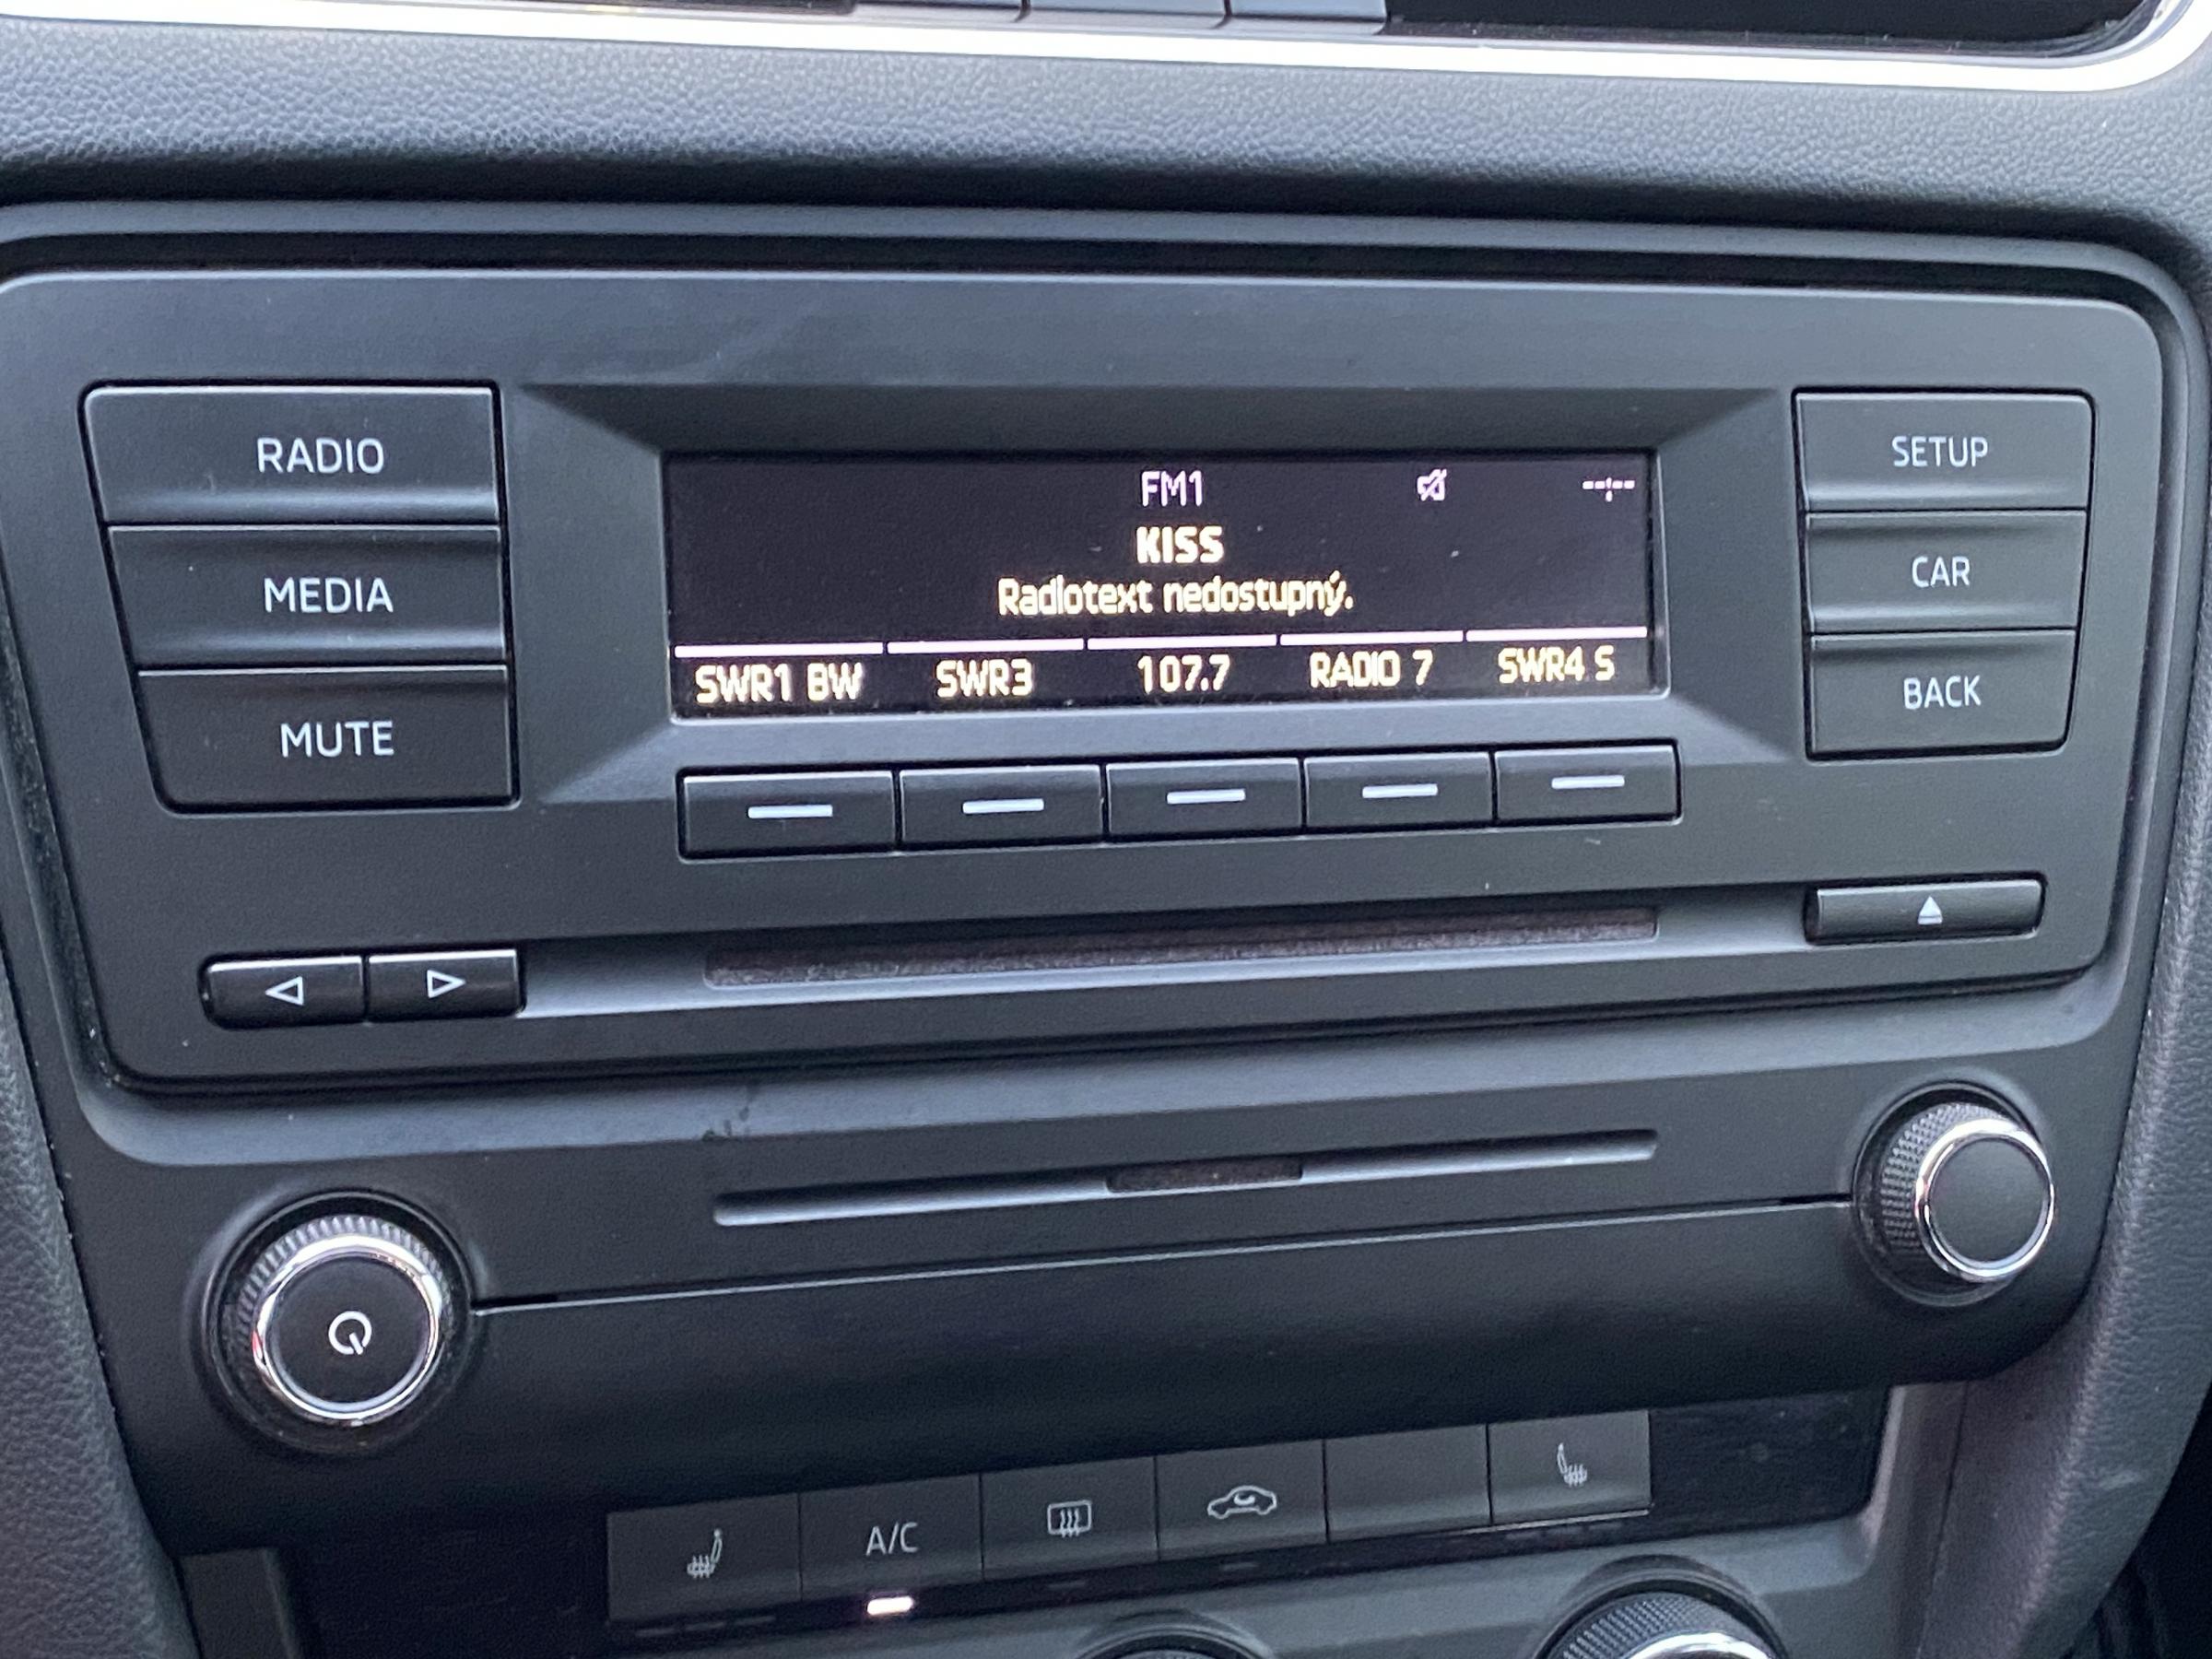 RADIO
MEDIA
MUTE
FM1
KISS
Radiotext nedostupný.
SWR1 BW SWR3 107.7 RADIO 7 SWR4 S
SETUP
CAR
BACK
A/C